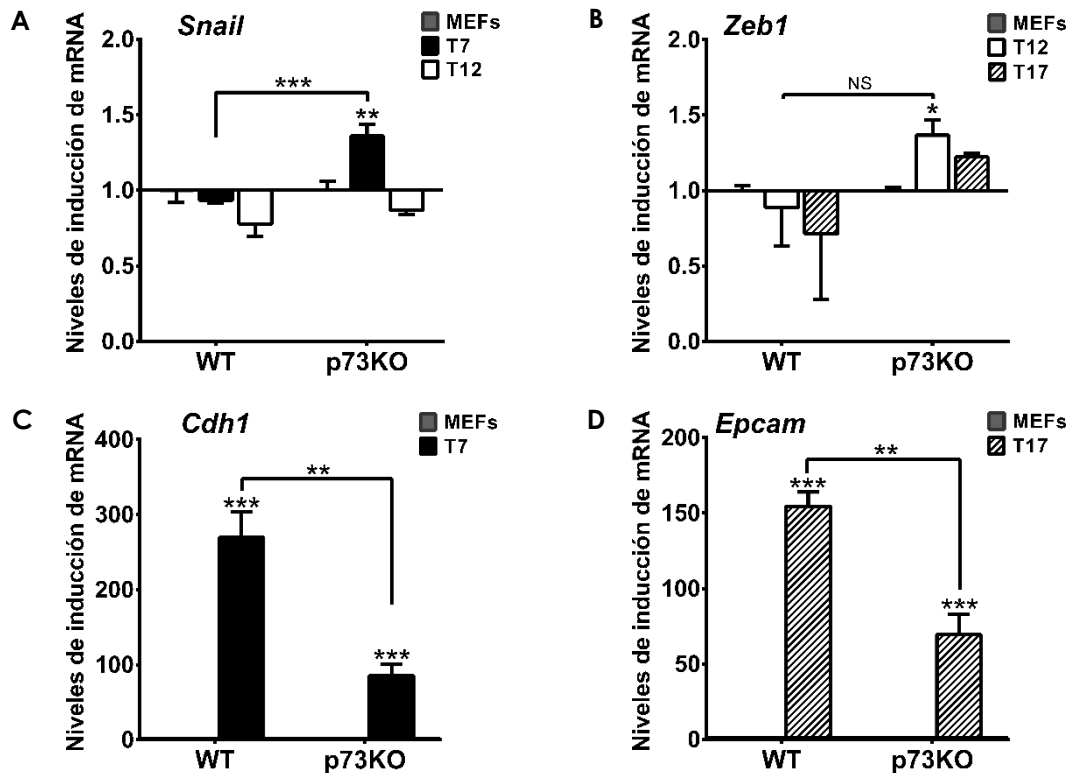 A
Snail
MEFs
T7
T12
Niveles de inducción de mRNA
2.0
1.5
1.0
0.5
0.0
***
**
WT
p73KO
B
Zeb1
MEFs
T12
T17
Niveles de inducción de mRNA
2.0
1.5
1.0
0.5
0.0
NS
*
WT
p73KO
C
Cdh1
MEFs
T7
Niveles de inducción de mRNA
400
300
200
100
0
**
***
***
WT
p73KO
D
Epcam
MEFs
T17
Niveles de inducción de mRNA
200
150
100
50
0
**
***
***
WT
p73KO